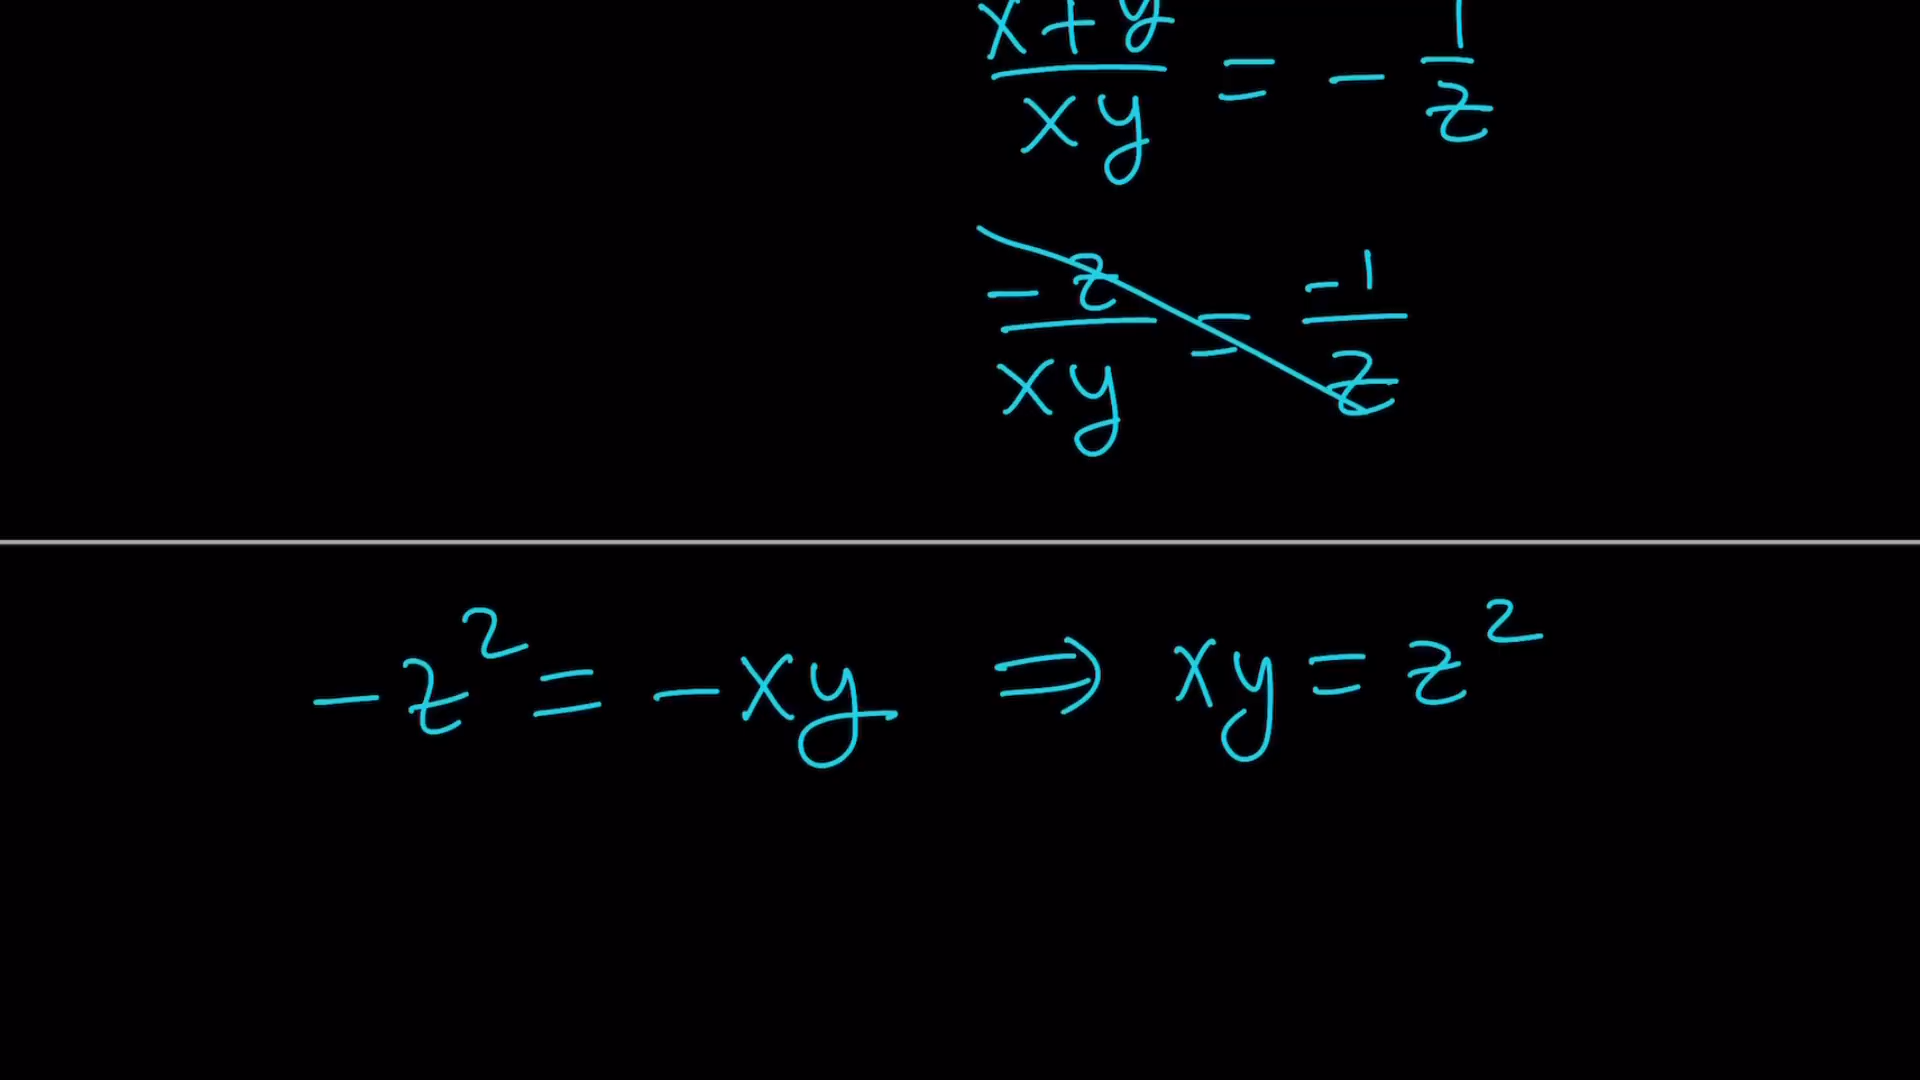 x+y/xy = - 1/z
-z/xy = -1/z
-z² = -xy ⇒ xy = z²